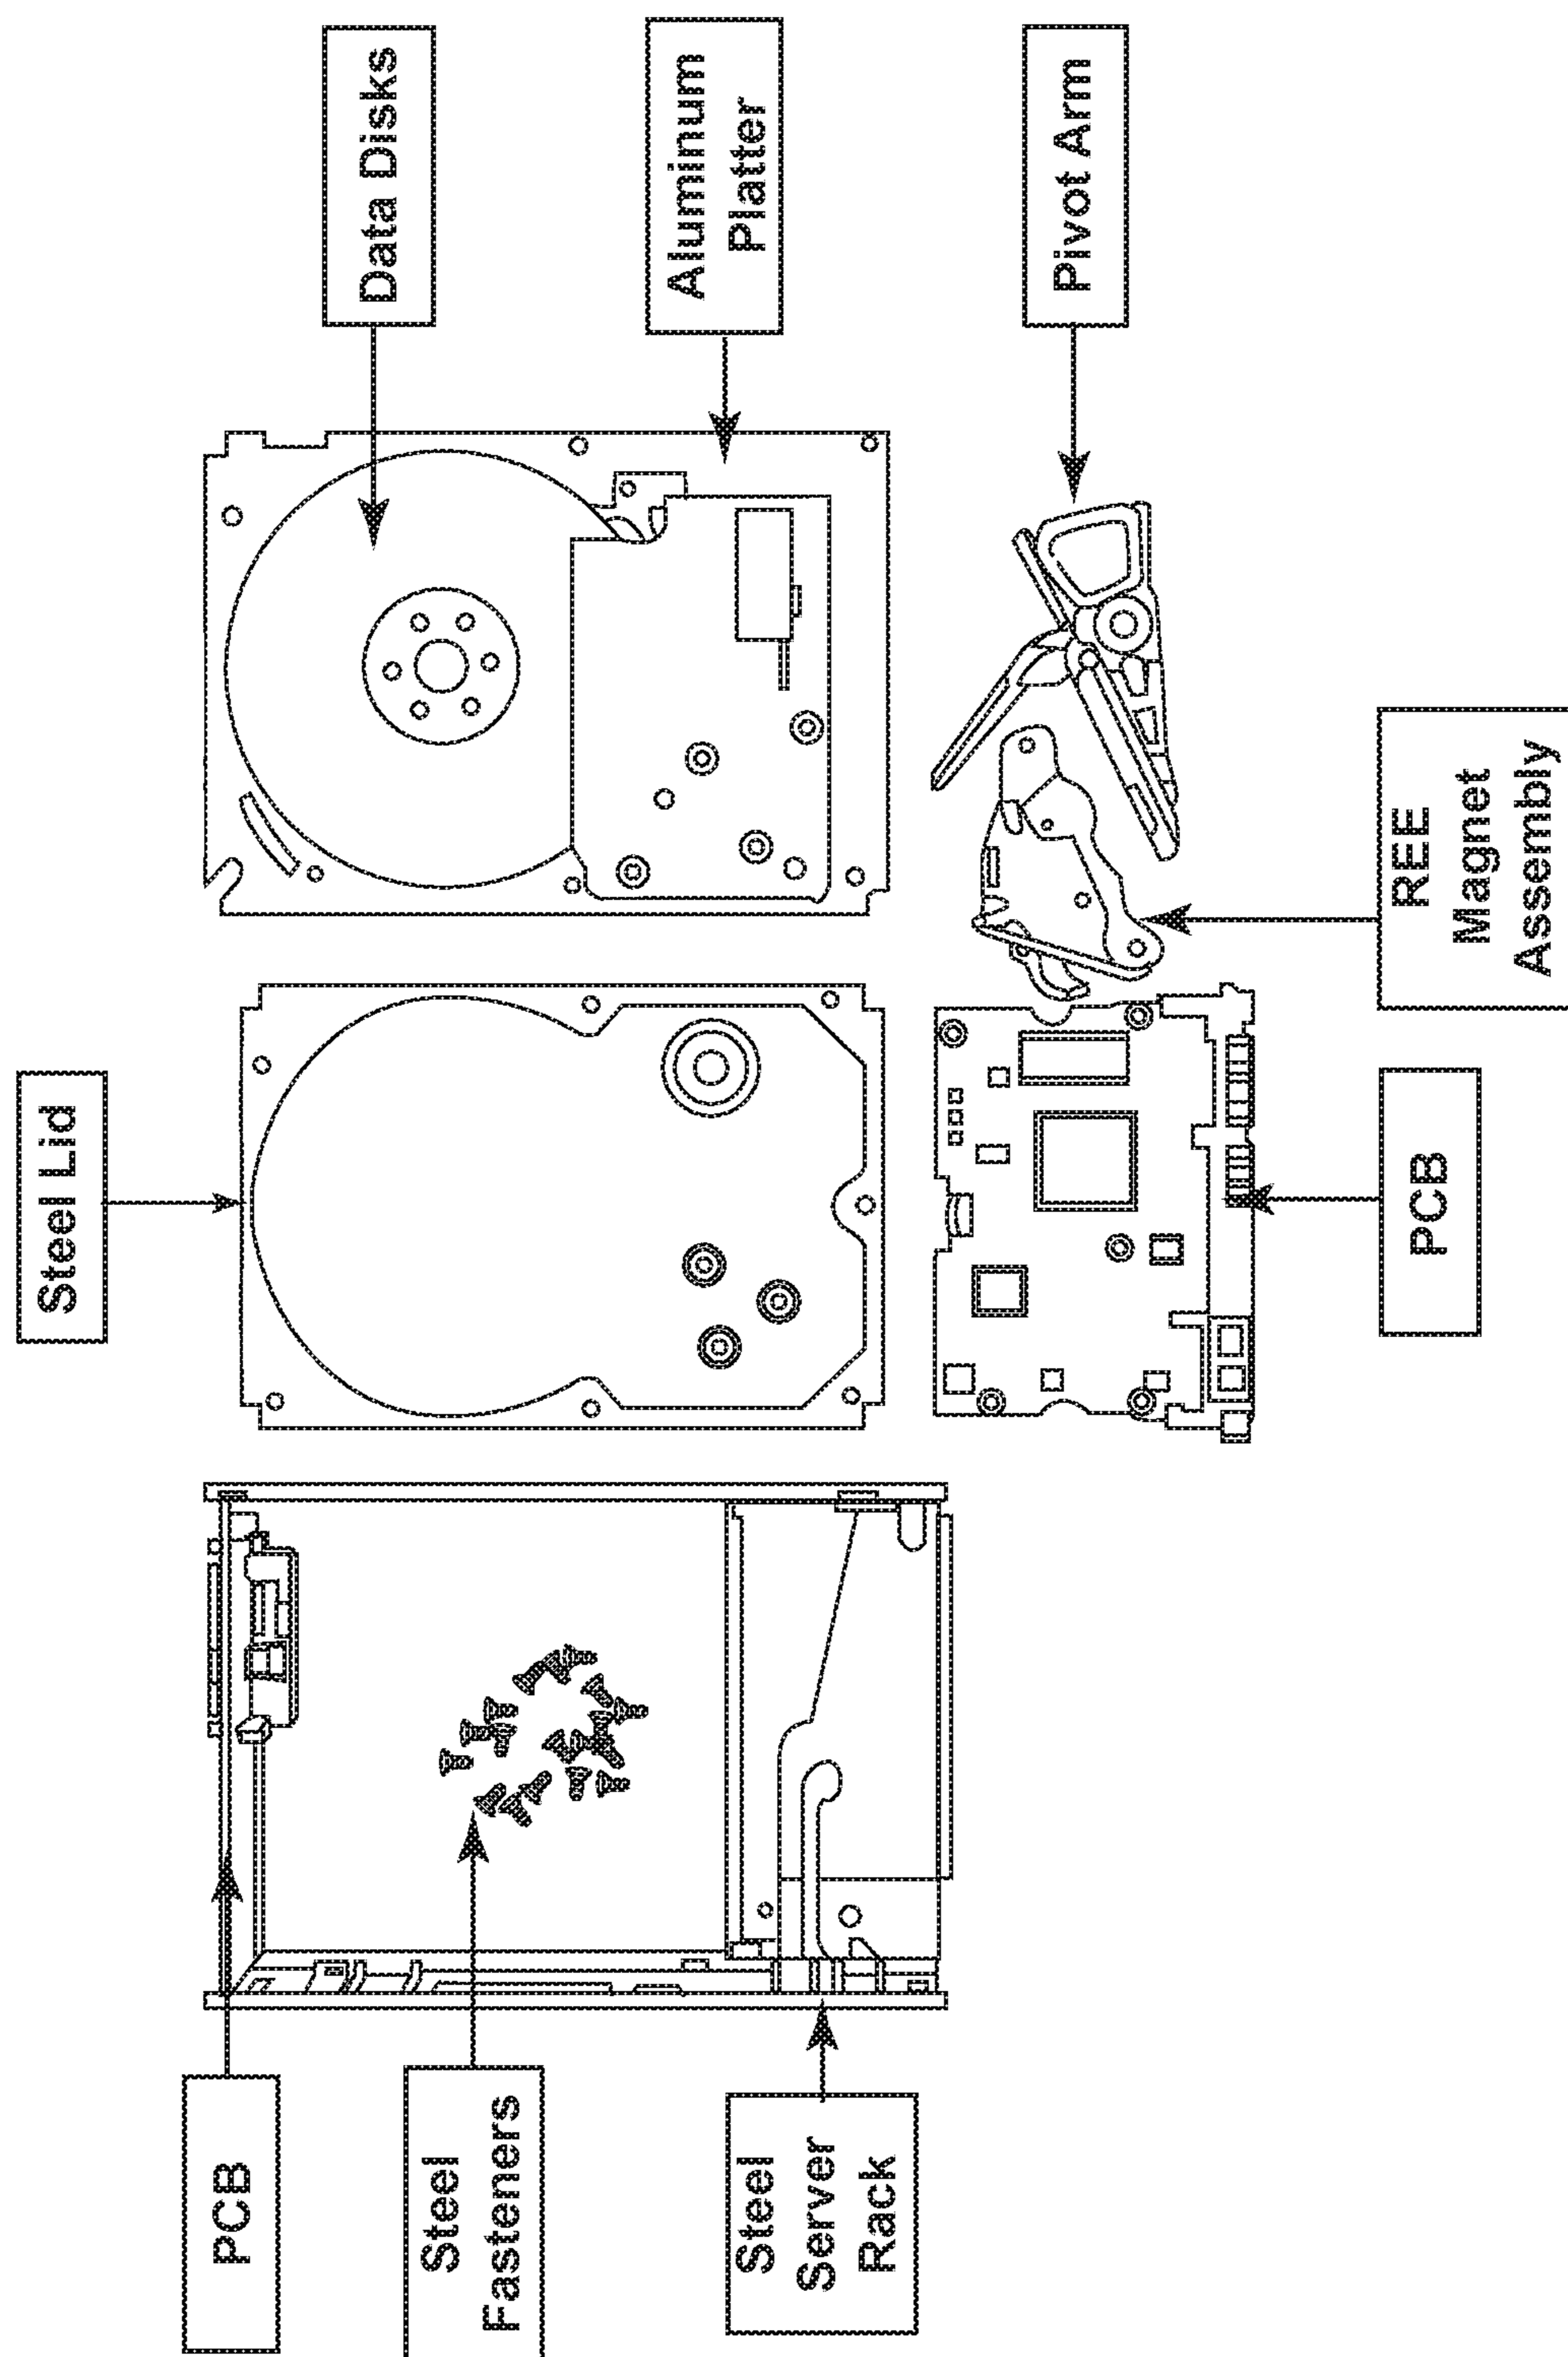 PCB
Steel
Fasteners
Steel
Server
Rack
Steel Lid
PCB
REE
Magnet
Assembly
Data Disks
Aluminum
Platter
Pivot Arm